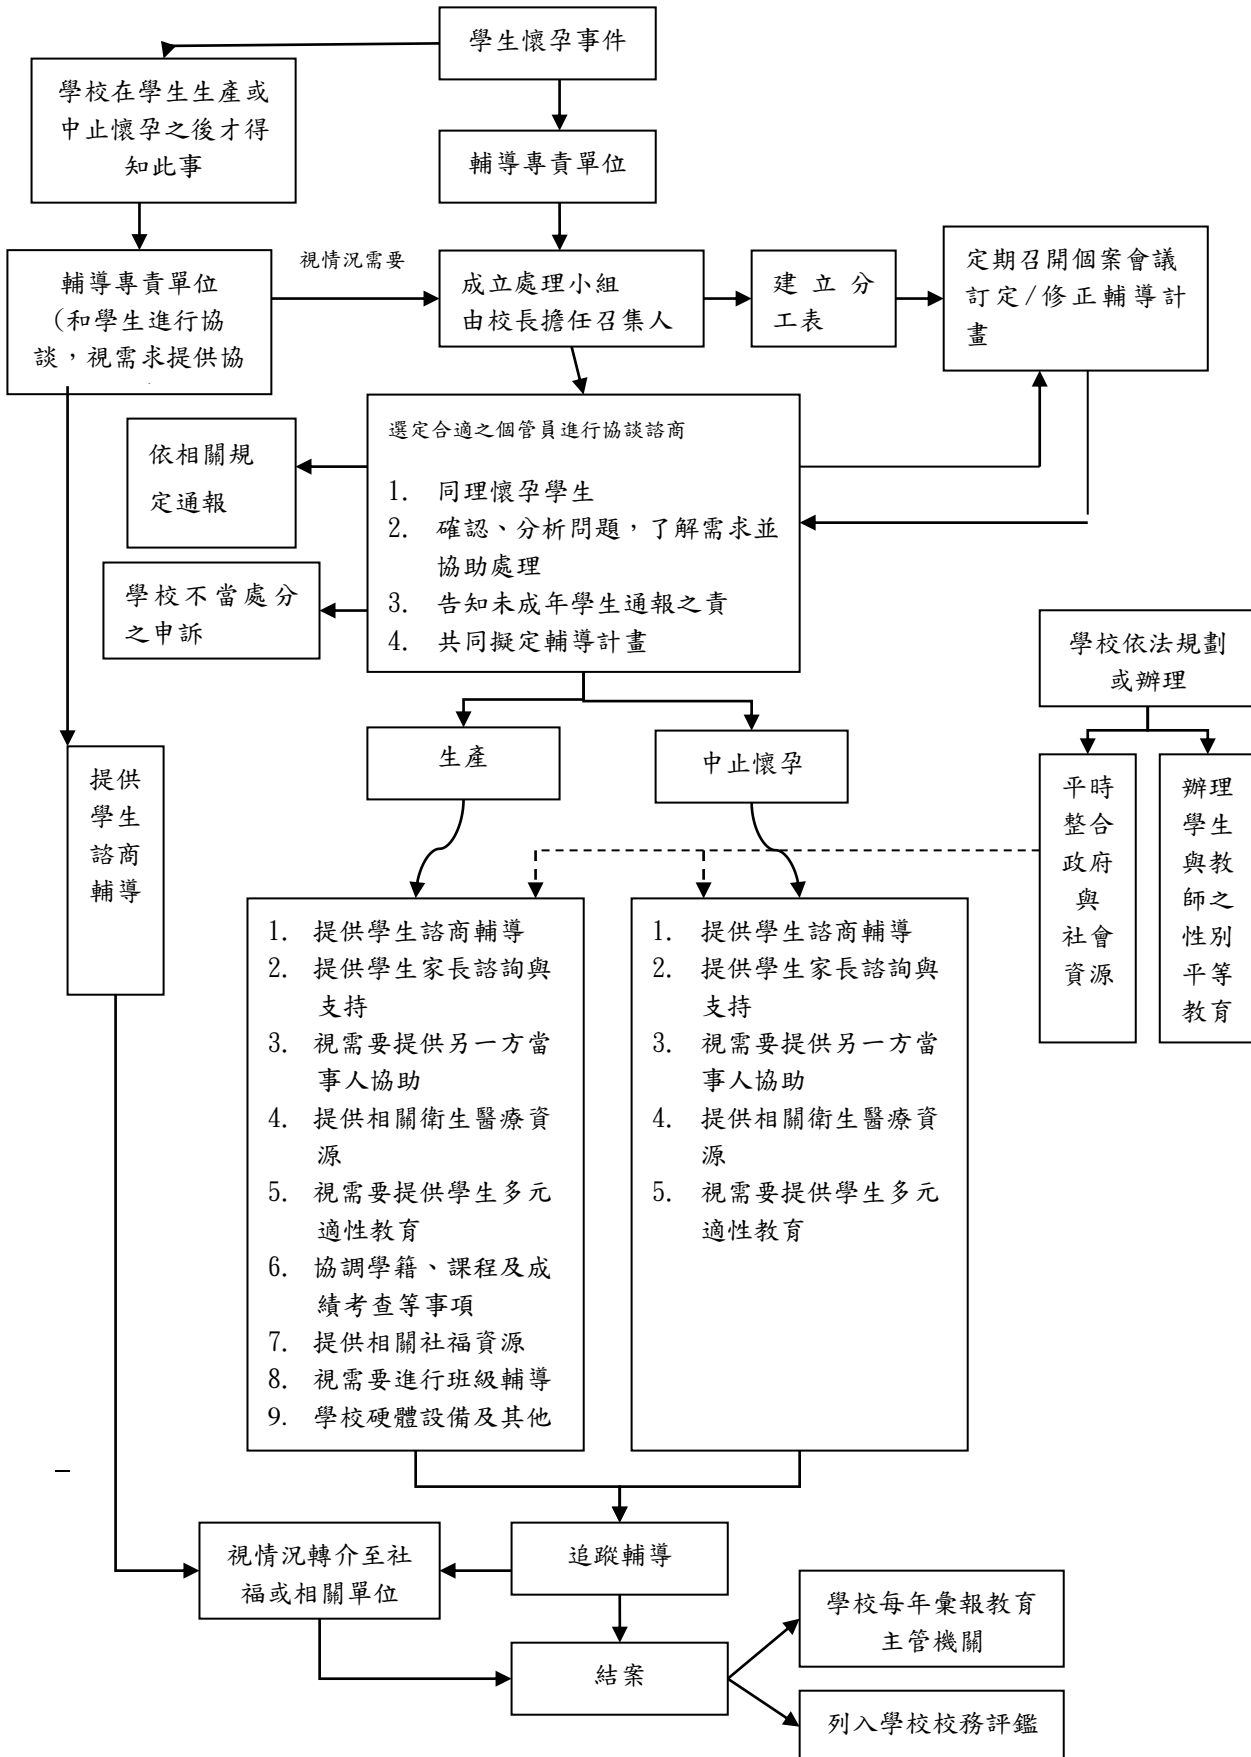 學生懷孕事件
學校在學生生產或
中止懷孕之後才得
知此事
輔導專責單位
輔導專責單位
（和學生進行協
談，視需求提供協
視情況需要
成立處理小組
由校長擔任召集人
建立分
工表
定期召開個案會議
訂定/修正輔導計
畫
選定合適之個管員進行協談諮商
1. 同理懷孕學生
2. 確認、分析問題，了解需求並
協助處理
3. 告知未成年學生通報之責
4. 共同擬定輔導計畫
依相關規
定通報
學校不當處分
之申訴
學校依法規劃
或辦理
生產
中止懷孕
提供
學生
諮商
輔導
平時
整合
政府
與
社會
資源
辦理
學生
與教
師之
性別
平等
教育
1. 提供學生諮商輔導
2. 提供學生家長諮詢與
支持
3. 視需要提供另一方當
事人協助
4. 提供相關衛生醫療資
源
5. 視需要提供學生多元
適性教育
6. 協調學籍、課程及成
績考查等事項
7. 提供相關社福資源
8. 視需要進行班級輔導
9. 學校硬體設備及其他
1. 提供學生諮商輔導
2. 提供學生家長諮詢與
支持
3. 視需要提供另一方當
事人協助
4. 提供相關衛生醫療資
源
5. 視需要提供學生多元
適性教育
視情況轉介至社
福或相關單位
追蹤輔導
結案
學校每年彙報教育
主管機關
列入學校校務評鑑